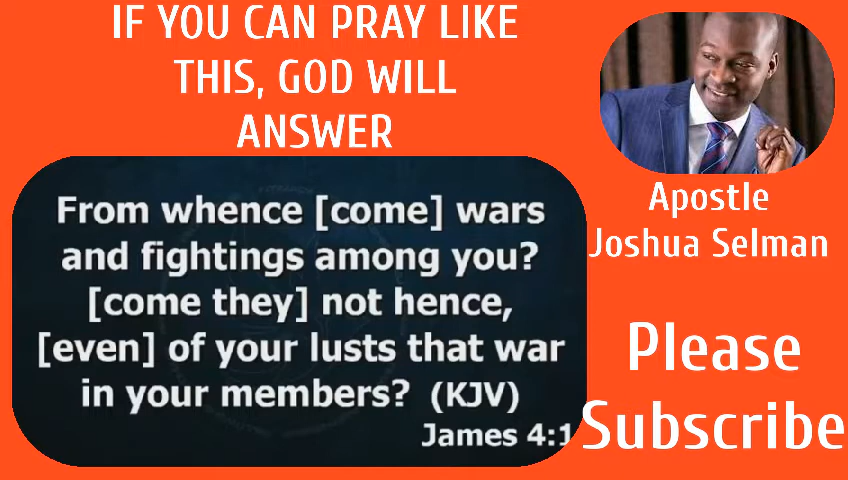 IF YOU CAN PRAY LIKE
THIS, GOD WILL
ANSWER
From whence [come] wars
and fightings among you?
[come they] not hence,
[even] of your lusts that war
in your members? (KJV)
James 4:1
Apostle
Joshua Selman
Please
Subscribe